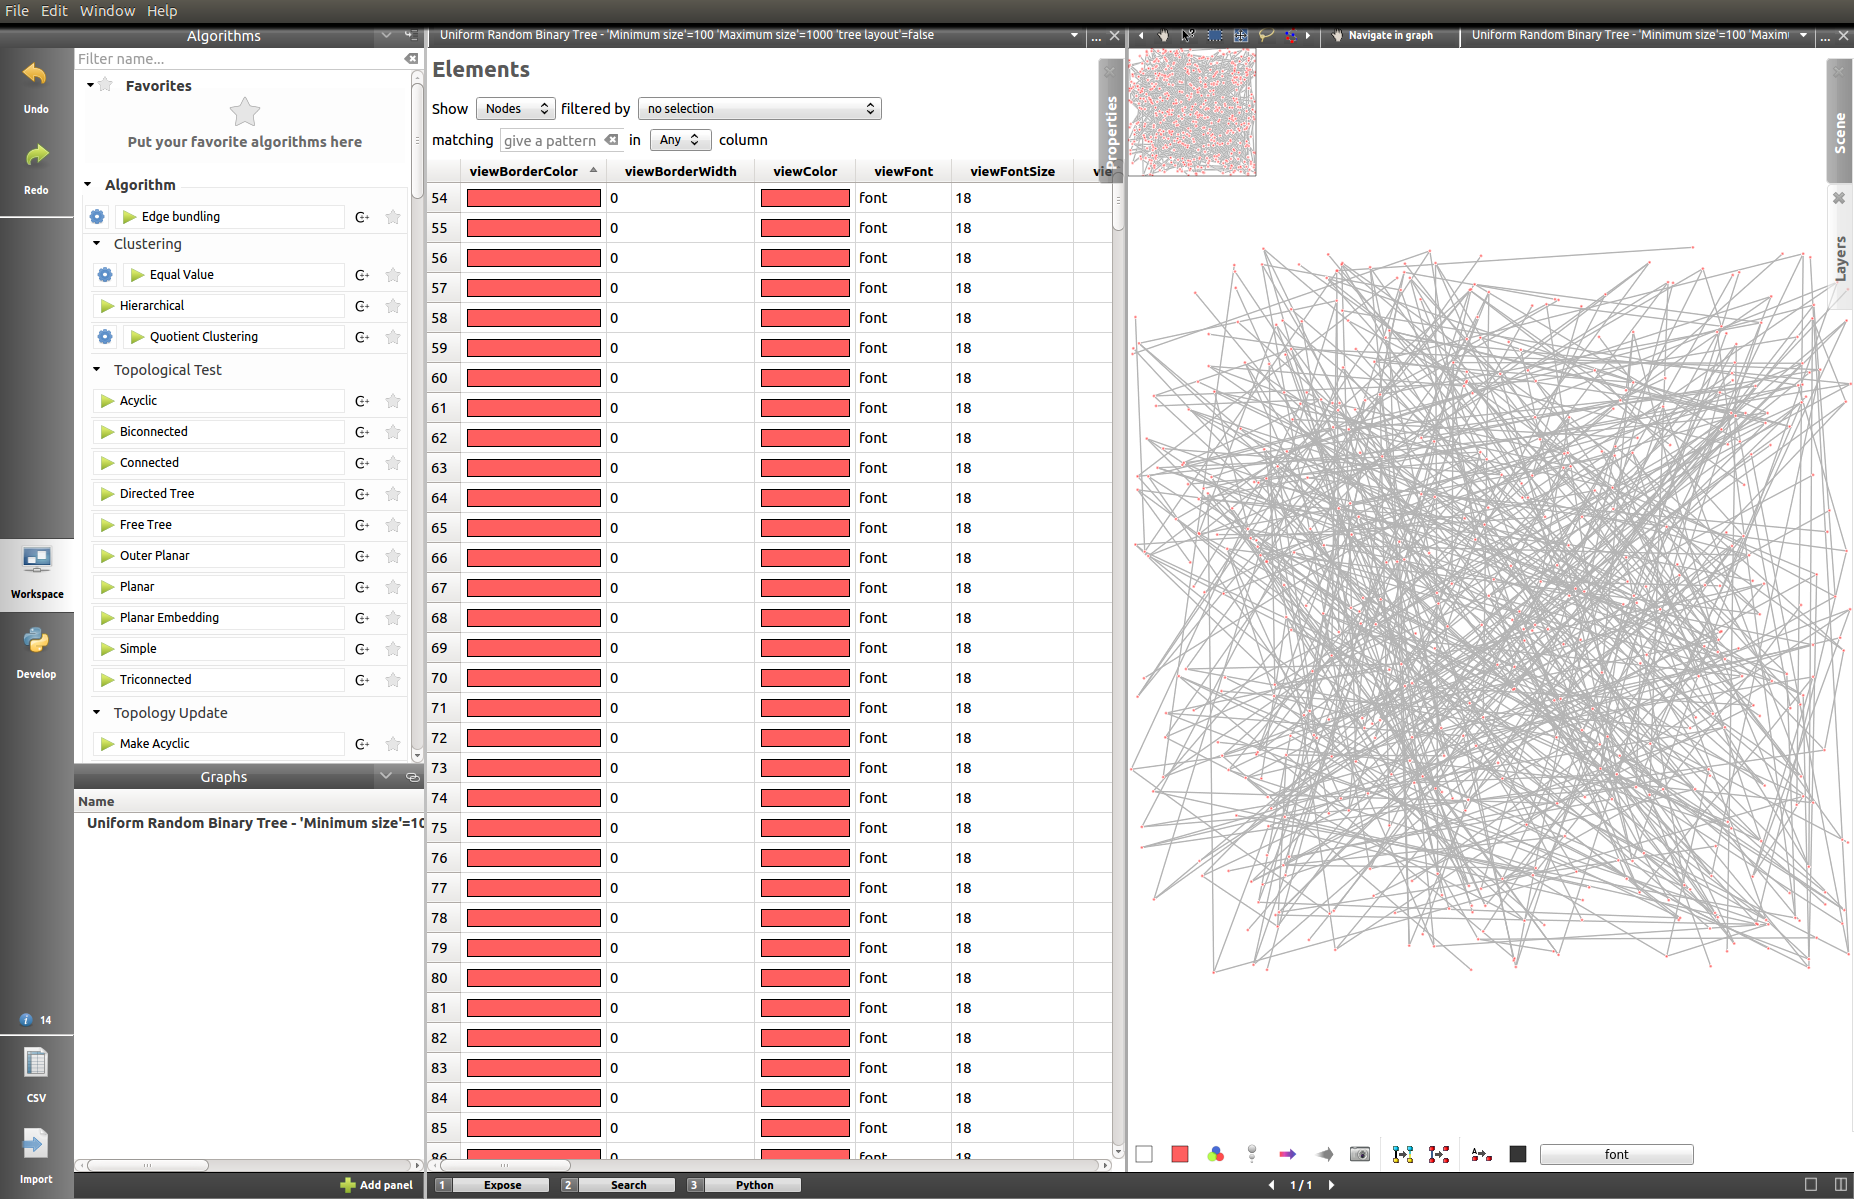 File Edit Window Help
Algorithms
Uniform Random Binary Tree - 'Minimum size'=100 'Maximum size'=1000 'tree layout'=false
...
Navigate in graph
Uniform Random Binary Tree - 'Minimum size'=100 'Maxim
...
Undo
Redo
Workspace
Develop
14
CSV
Import
Filter name...
Favorites
Put your favorite algorithms here
Algorithm
Edge bundling
Clustering
Equal Value
Hierarchical
Quotient Clustering
Topological Test
Acyclic
Biconnected
Connected
Directed Tree
Free Tree
Outer Planar
Planar
Planar Embedding
Simple
Triconnected
Topology Update
Make Acyclic
Graphs
Name
Uniform Random Binary Tree - 'Minimum size'=10
Add panel
Elements
Show Nodes filtered by no selection
matching give a pattern in Any column
viewBorderColor viewBorderWidth viewColor viewFont viewFontSize vie
54 0 font 18
55 0 font 18
56 0 font 18
57 0 font 18
58 0 font 18
59 0 font 18
60 0 font 18
61 0 font 18
62 0 font 18
63 0 font 18
64 0 font 18
65 0 font 18
66 0 font 18
67 0 font 18
68 0 font 18
69 0 font 18
70 0 font 18
71 0 font 18
72 0 font 18
73 0 font 18
74 0 font 18
75 0 font 18
76 0 font 18
77 0 font 18
78 0 font 18
79 0 font 18
80 0 font 18
81 0 font 18
82 0 font 18
83 0 font 18
84 0 font 18
85 0 font 18
86 0 font 18
Properties
Scene
Layers
font
1 Expose 2 Search 3 Python
1 / 1